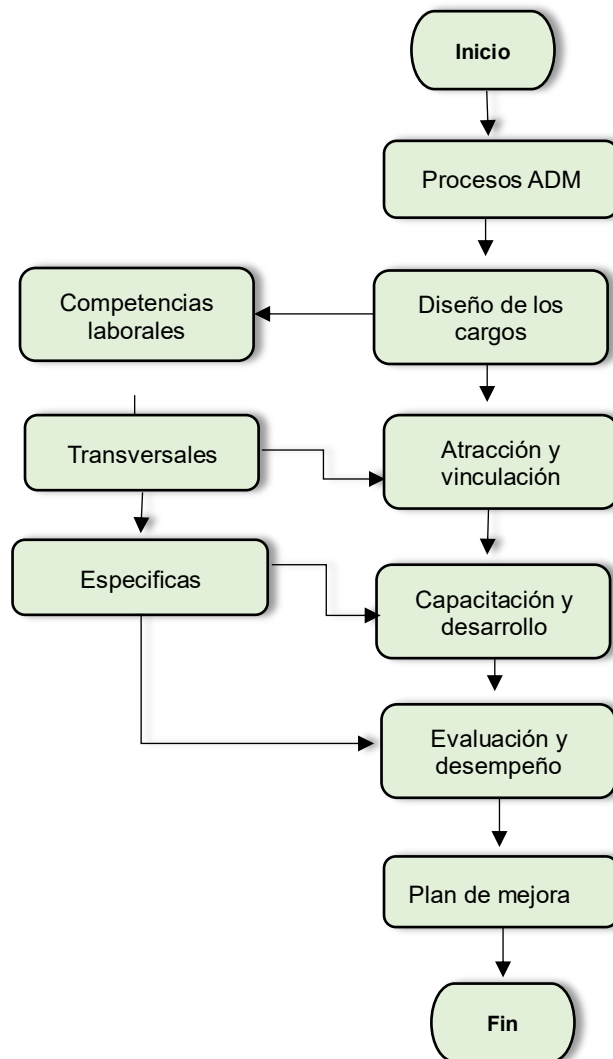 Inicio
Procesos ADM
Competencias
laborales
Diseño de los
cargos
Transversales
Atracción y
vinculación
Especificas
Capacitación y
desarrollo
Evaluación y
desempeño
Plan de mejora
Fin